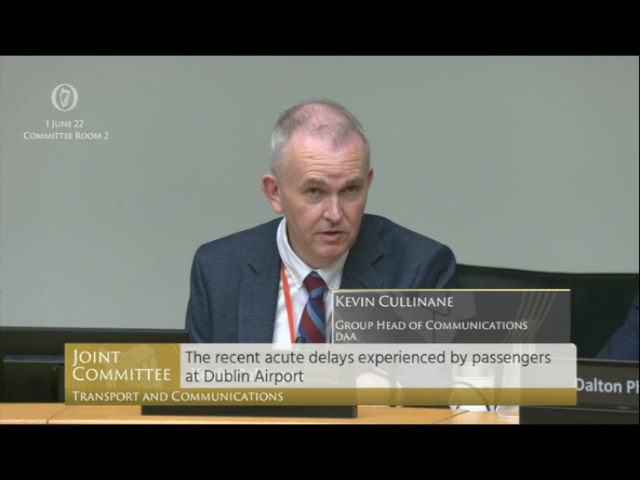 1 June 22
Committee Room 2
Kevin Cullinane
Group Head of Communications
DAA
Joint
Committee
The recent acute delays experienced by passengers
at Dublin Airport
Transport and Communications
Dalton